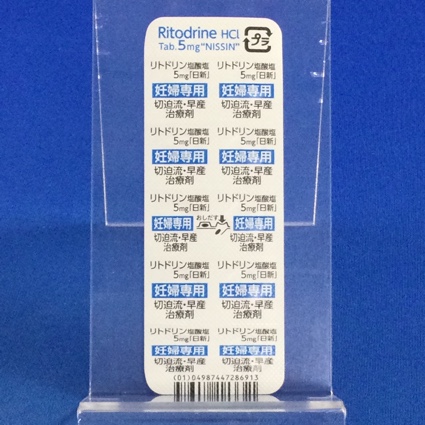 Ritodrine HCl
Tab.5mg"NISSIN"
プラ
リトドリン塩酸塩 リトドリン塩酸塩
5mg「日新」 5mg「日新」
妊婦専用 妊婦専用
切迫流・早産 切迫流・早産
治療剤 治療剤
リトドリン塩酸塩 リトドリン塩酸塩
5mg「日新」 5mg「日新」
妊婦専用 妊婦専用
切迫流・早産 切迫流・早産
治療剤 治療剤
リトドリン塩酸塩 リトドリン塩酸塩
5mg「日新」 5mg「日新」
妊婦専用 おしだす 妊婦専用
切迫流・早産 切迫流・早産
治療剤 治療剤
リトドリン塩酸塩 リトドリン塩酸塩
5mg「日新」 5mg「日新」
妊婦専用 妊婦専用
切迫流・早産 切迫流・早産
治療剤 治療剤
リトドリン塩酸塩 リトドリン塩酸塩
5mg「日新」 5mg「日新」
妊婦専用 妊婦専用
切迫流・早産 切迫流・早産
治療剤 治療剤
(01)04987447286913